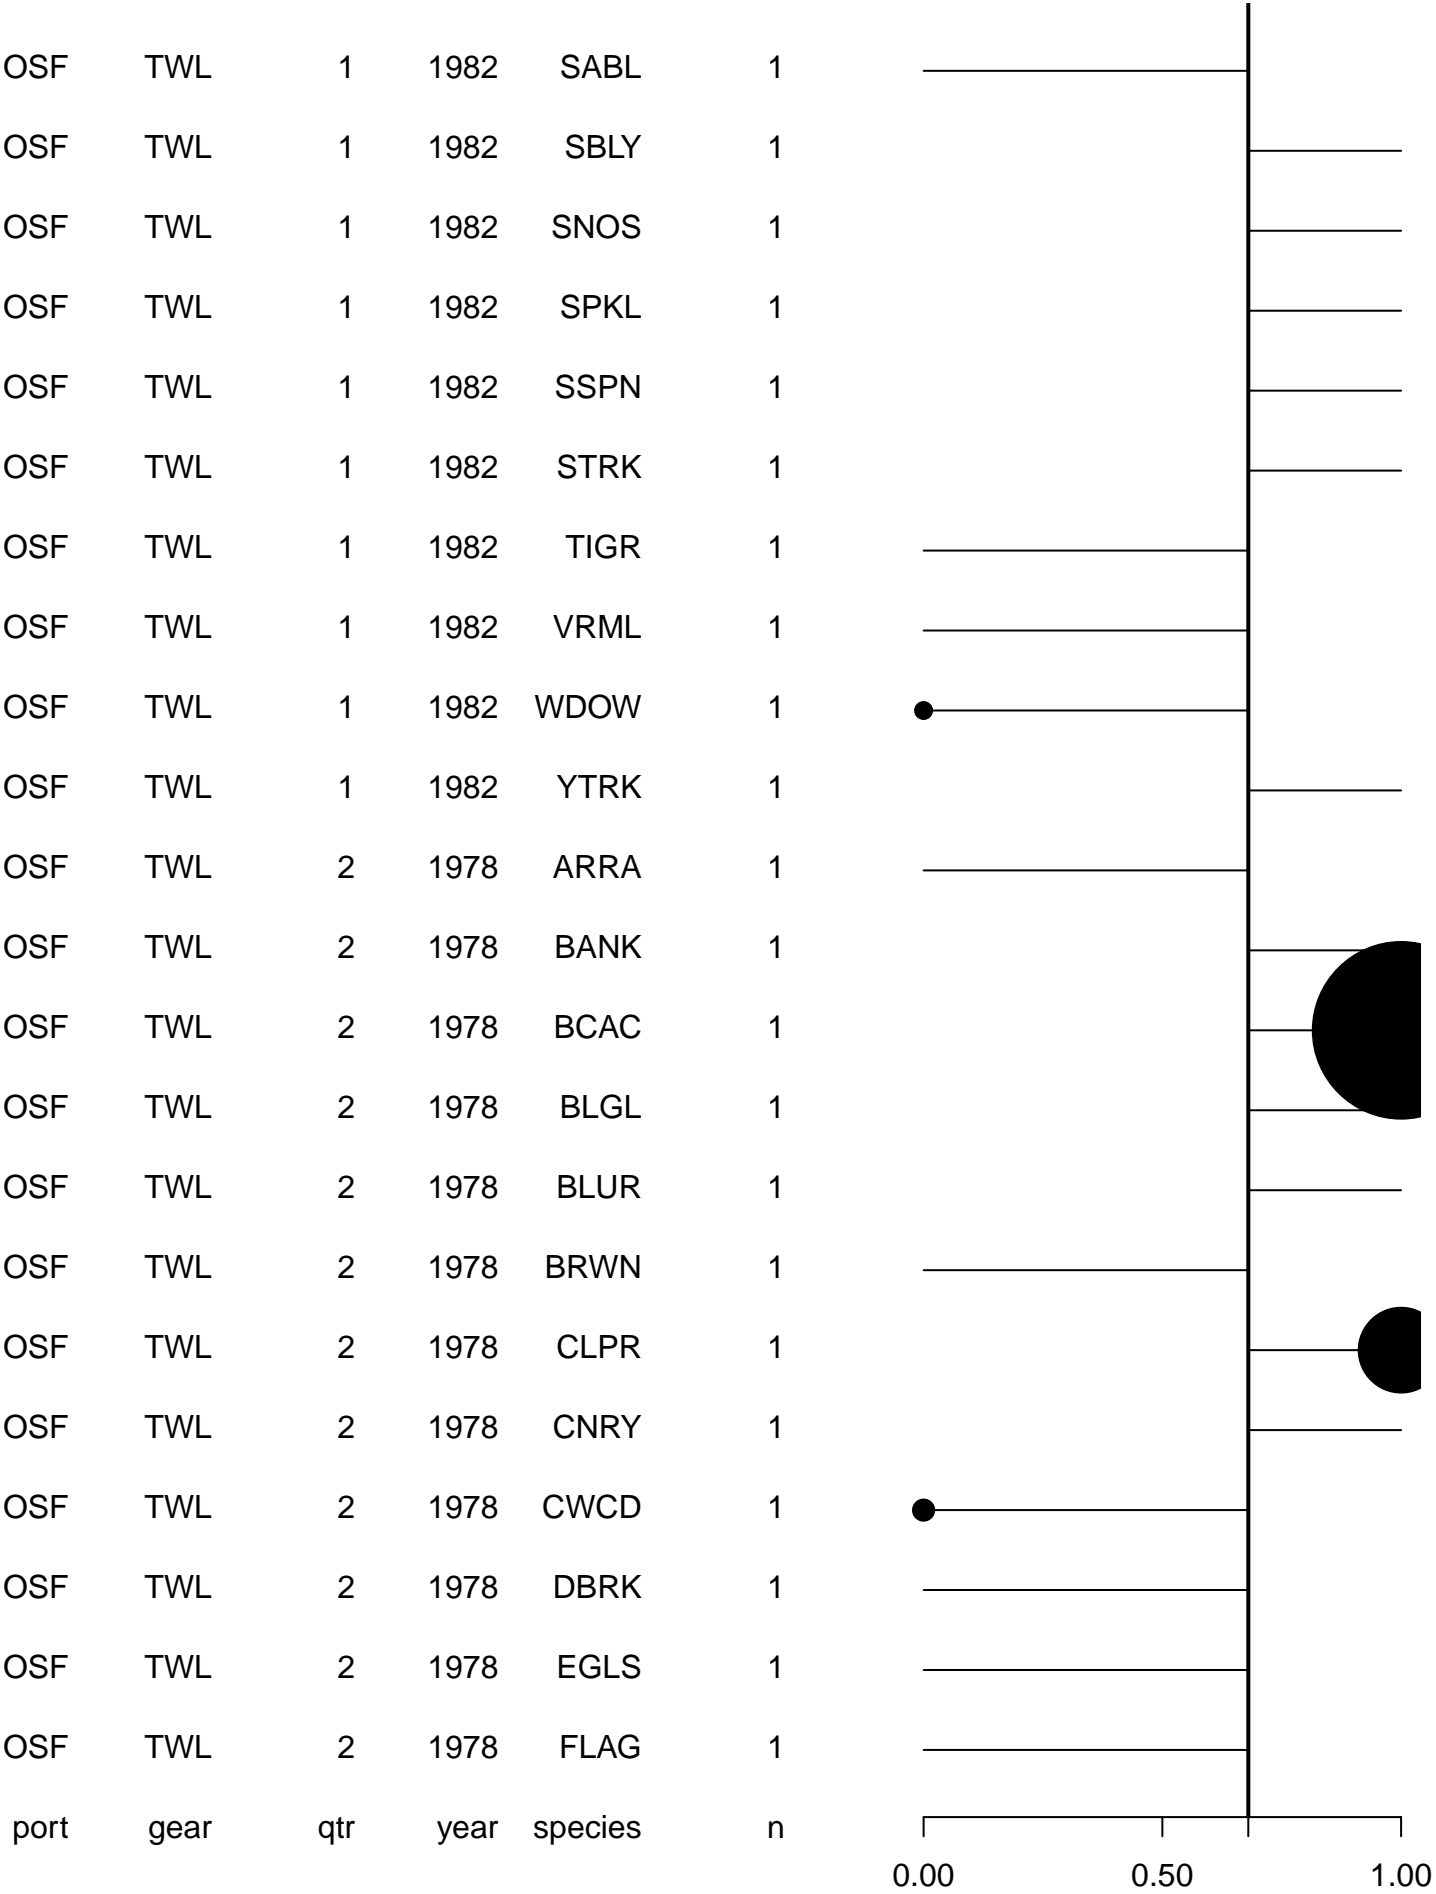 OSF TWL 1 1982 SABL 1
OSF TWL 1 1982 SBLY 1
OSF TWL 1 1982 SNOS 1
OSF TWL 1 1982 SPKL 1
OSF TWL 1 1982 SSPN 1
OSF TWL 1 1982 STRK 1
OSF TWL 1 1982 TIGR 1
OSF TWL 1 1982 VRML 1
OSF TWL 1 1982 WDOW 1
OSF TWL 1 1982 YTRK 1
OSF TWL 2 1978 ARRA 1
OSF TWL 2 1978 BANK 1
OSF TWL 2 1978 BCAC 1
OSF TWL 2 1978 BLGL 1
OSF TWL 2 1978 BLUR 1
OSF TWL 2 1978 BRWN 1
OSF TWL 2 1978 CLPR 1
OSF TWL 2 1978 CNRY 1
OSF TWL 2 1978 CWCD 1
OSF TWL 2 1978 DBRK 1
OSF TWL 2 1978 EGLS 1
OSF TWL 2 1978 FLAG 1
port gear qtr year species n
0.00 0.50 1.00